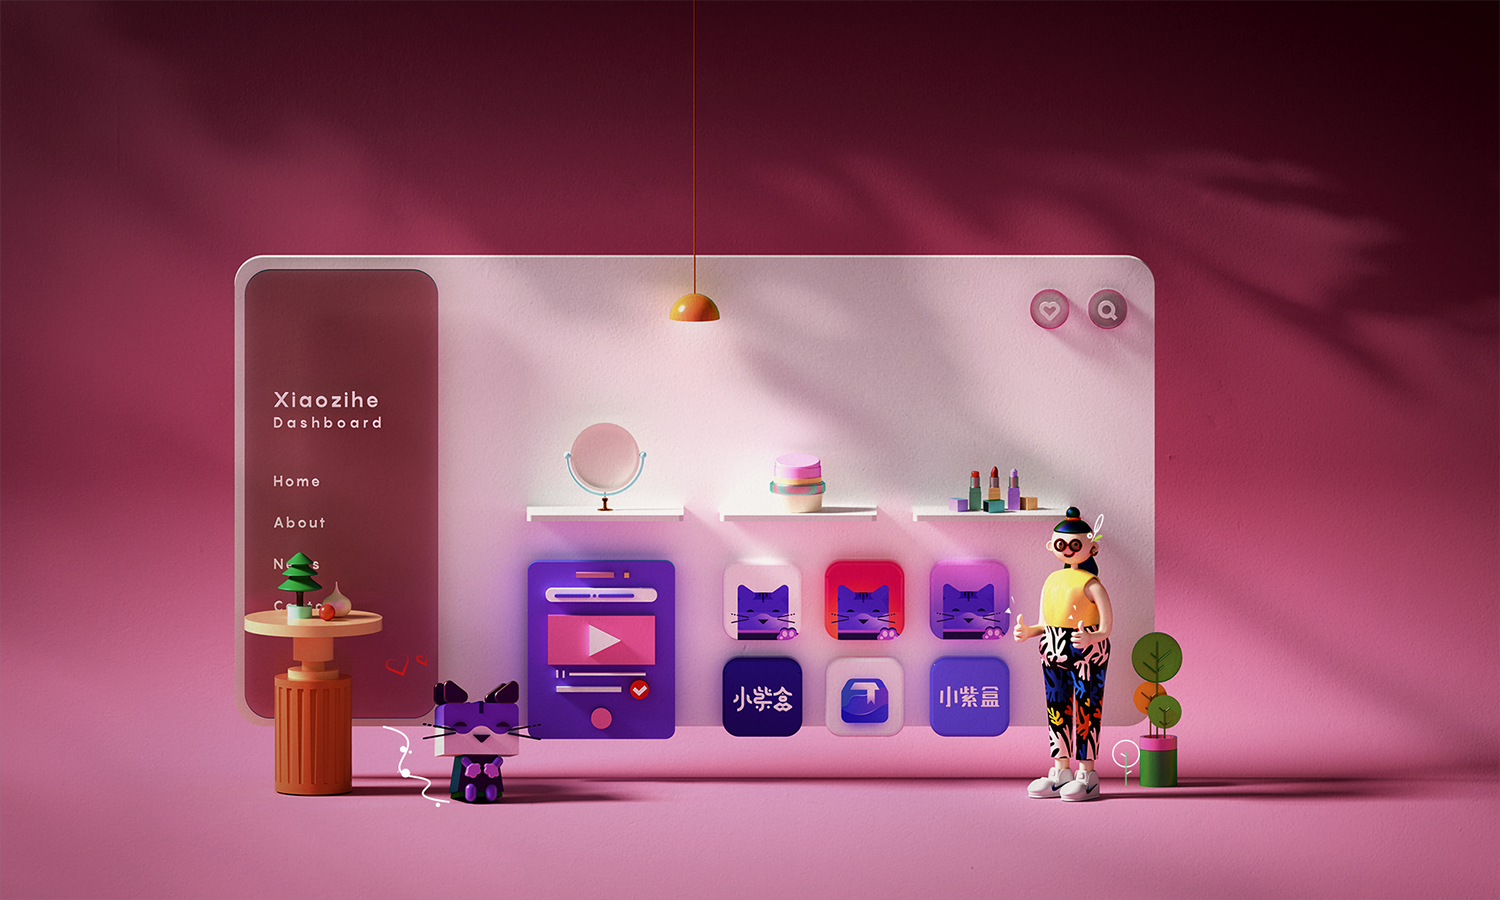 Xiaozihe
Dashboard
Home
About
小紫盒
小紫盒